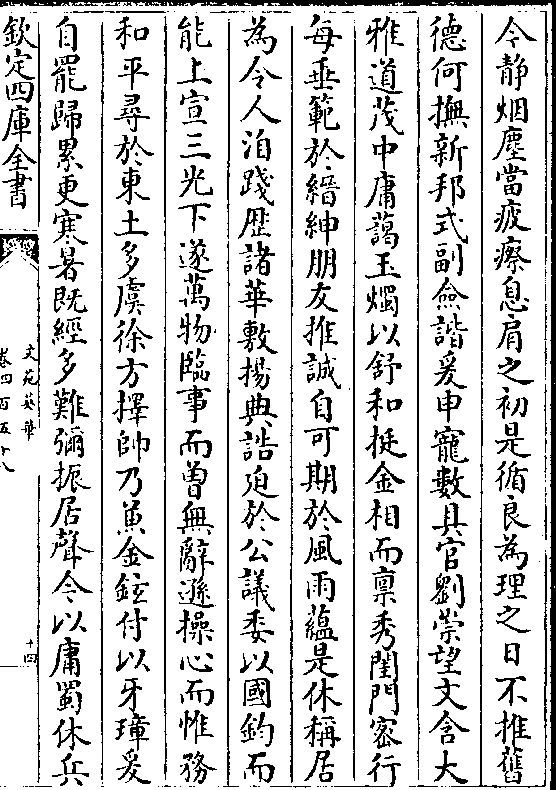 今静烟塵當疲瘵息肩之初是循良為理之日不推舊
德何撫新邦式副僉諧爰申寵數具官劉崇望文含大
雅道茂中庸藹玉燭以舒和挺金相而禀秀閨門密行
每垂範於縉紳朋友推誠自可期於風雨藴是休稱居
為令人洎踐歴諸華敷揚典誥廹於公議委以國鈞而
能上宣三光下遂萬物臨事而曽無辭遜操心而惟務
和平尋於東土多虞徐方擇帥乃兼金鉉付以牙璋爰
自罷歸累更寒暑既經多難彌振居聲今以庸蜀休兵
欽定四庫全書
文苑英華
卷四百五十八
十四